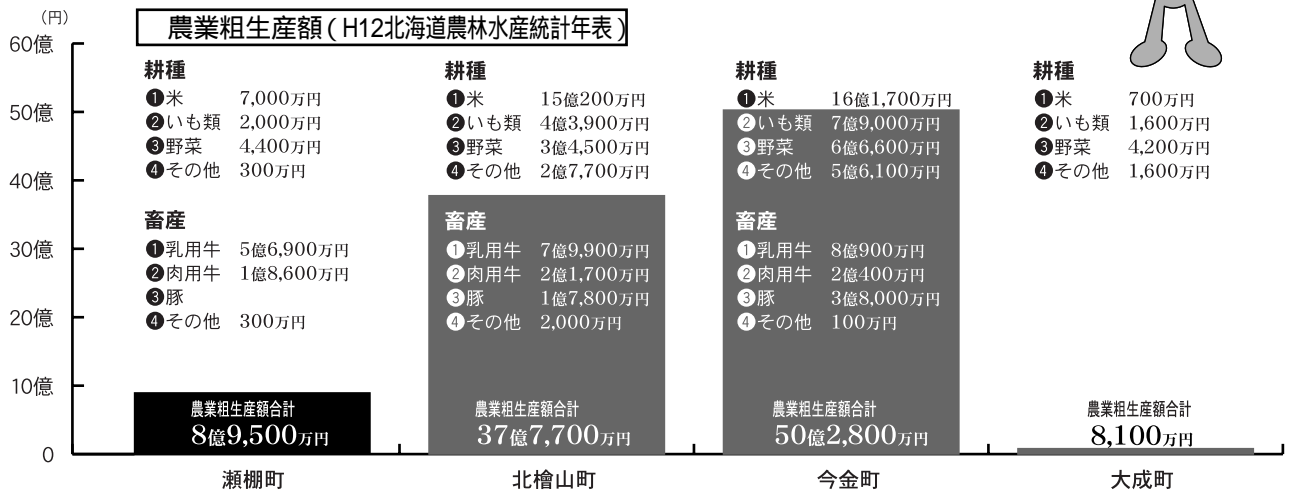 (円)
農業粗生産額（H12北海道農林水産統計年表）
60億
50億
40億
30億
20億
10億
0
耕種
❶米 7,000万円
❷いも類 2,000万円
❸野菜 4,400万円
❹その他 300万円
畜産
❶乳用牛 5億6,900万円
❷肉用牛 1億8,600万円
❸豚
❹その他 300万円
農業粗生産額合計
8億9,500万円
瀬棚町
耕種
❶米 15億200万円
❷いも類 4億3,900万円
❸野菜 3億4,500万円
❹その他 2億7,700万円
畜産
①乳用牛 7億9,900万円
②肉用牛 2億1,700万円
③豚 1億7,800万円
④その他 2,000万円
農業粗生産額合計
37億7,700万円
北檜山町
耕種
❶米 16億1,700万円
②いも類 7億9,000万円
③野菜 6億6,600万円
④その他 5億6,100万円
畜産
①乳用牛 8億900万円
②肉用牛 2億400万円
③豚 3億8,000万円
④その他 100万円
農業粗生産額合計
50億2,800万円
今金町
耕種
❶米 700万円
❷いも類 1,600万円
❸野菜 4,200万円
❹その他 1,600万円
農業粗生産額合計
8,100万円
大成町